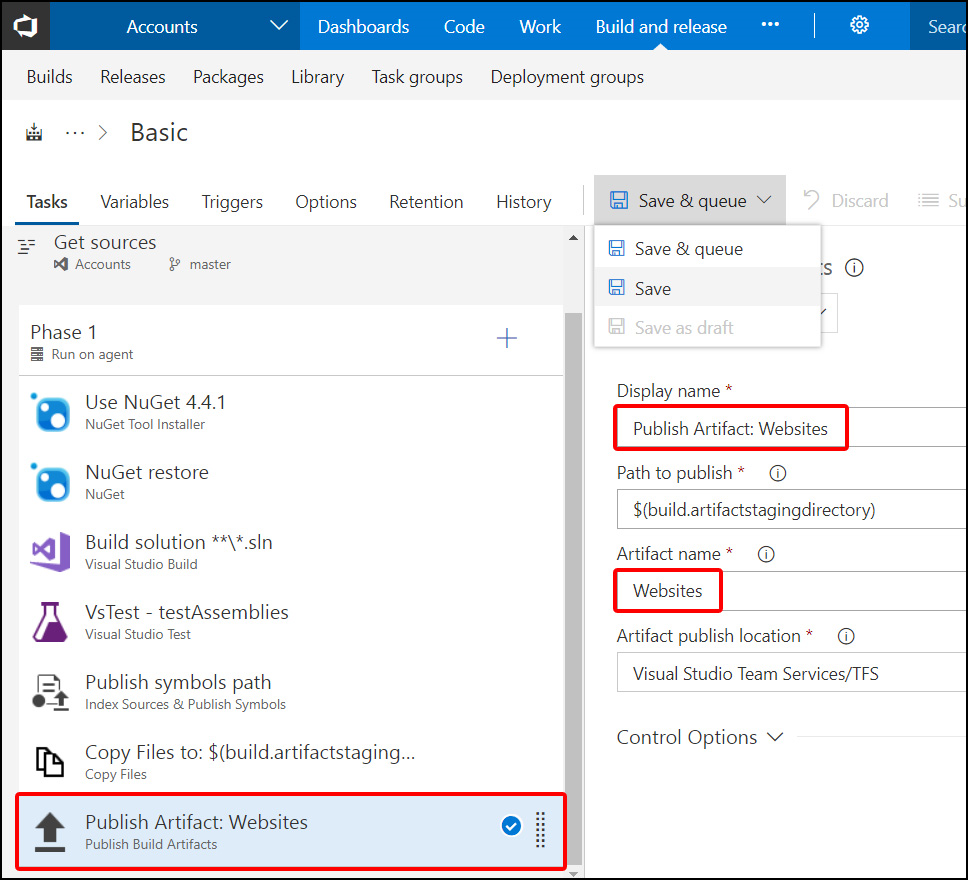 Accounts
Dashboards
Code
Work
Build and release
...
Builds
Releases
Packages
Library
Task groups
Deployment groups
... > Basic
Tasks
Variables
Triggers
Options
Retention
History
Save & queue
Discard
Save & queue
Save
Save as draft
Get sources
Accounts
master
Phase 1
Run on agent
Use NuGet 4.4.1
NuGet Tool Installer
NuGet restore
NuGet
Build solution **\*.sln
Visual Studio Build
VsTest - testAssemblies
Visual Studio Test
Publish symbols path
Index Sources & Publish Symbols
Copy Files to: $(build.artifactstaging...
Copy Files
Publish Artifact: Websites
Publish Build Artifacts
Display name *
Publish Artifact: Websites
Path to publish *
$(build.artifactstagingdirectory)
Artifact name *
Websites
Artifact publish location *
Visual Studio Team Services/TFS
Control Options